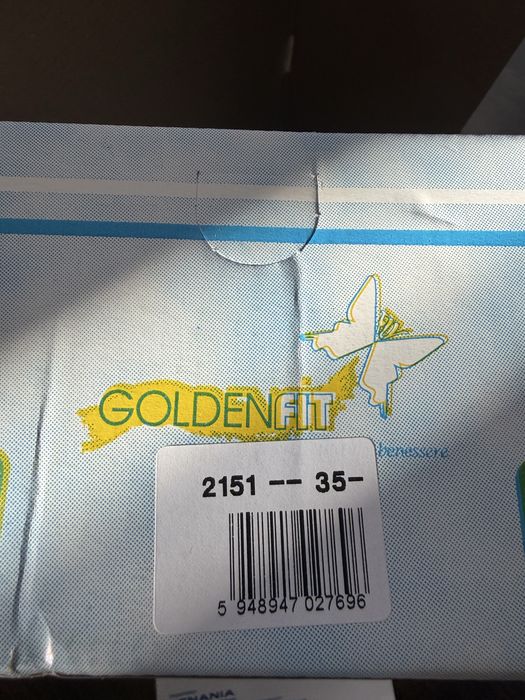 GOLDENFIT
benessere
2151 -- 35-
5 948947 027696